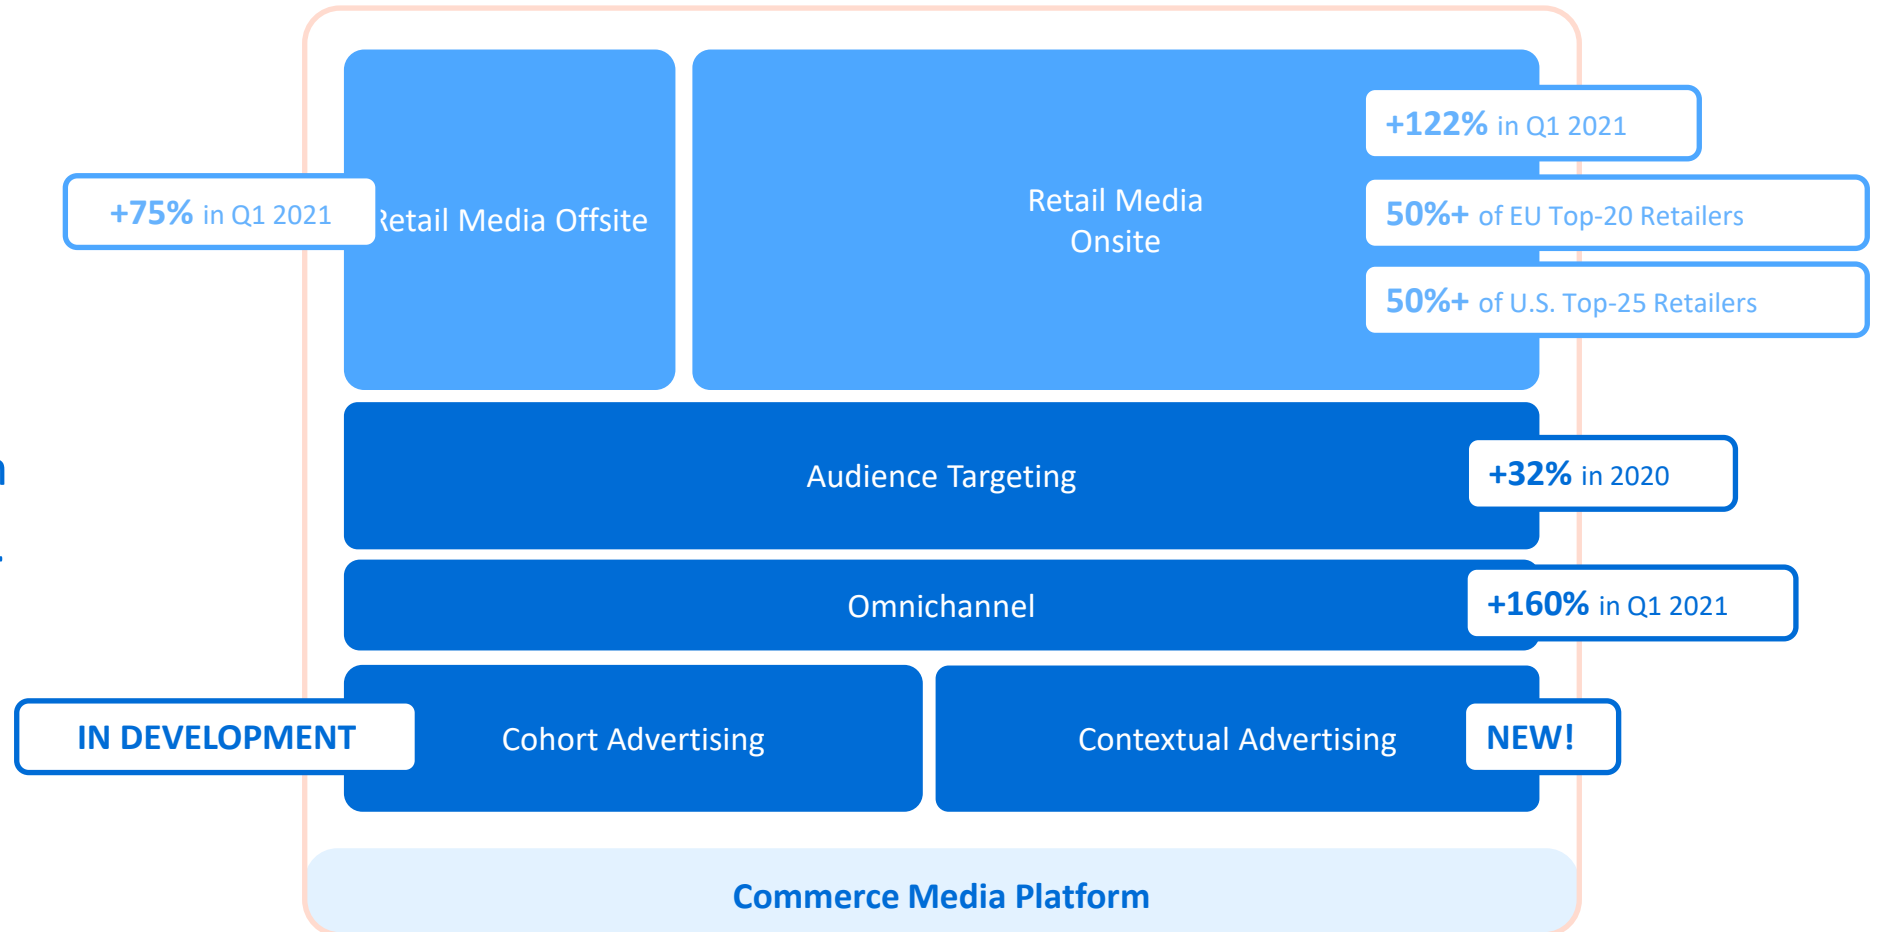 +122% in Q1 2021
+75% in Q1 2021
Retail Media Offsite
Retail Media
Onsite
50%+ of EU Top-20 Retailers
50%+ of U.S. Top-25 Retailers
Audience Targeting
+32% in 2020
Omnichannel
+160% in Q1 2021
IN DEVELOPMENT
Cohort Advertising
Contextual Advertising
NEW!
Commerce Media Platform